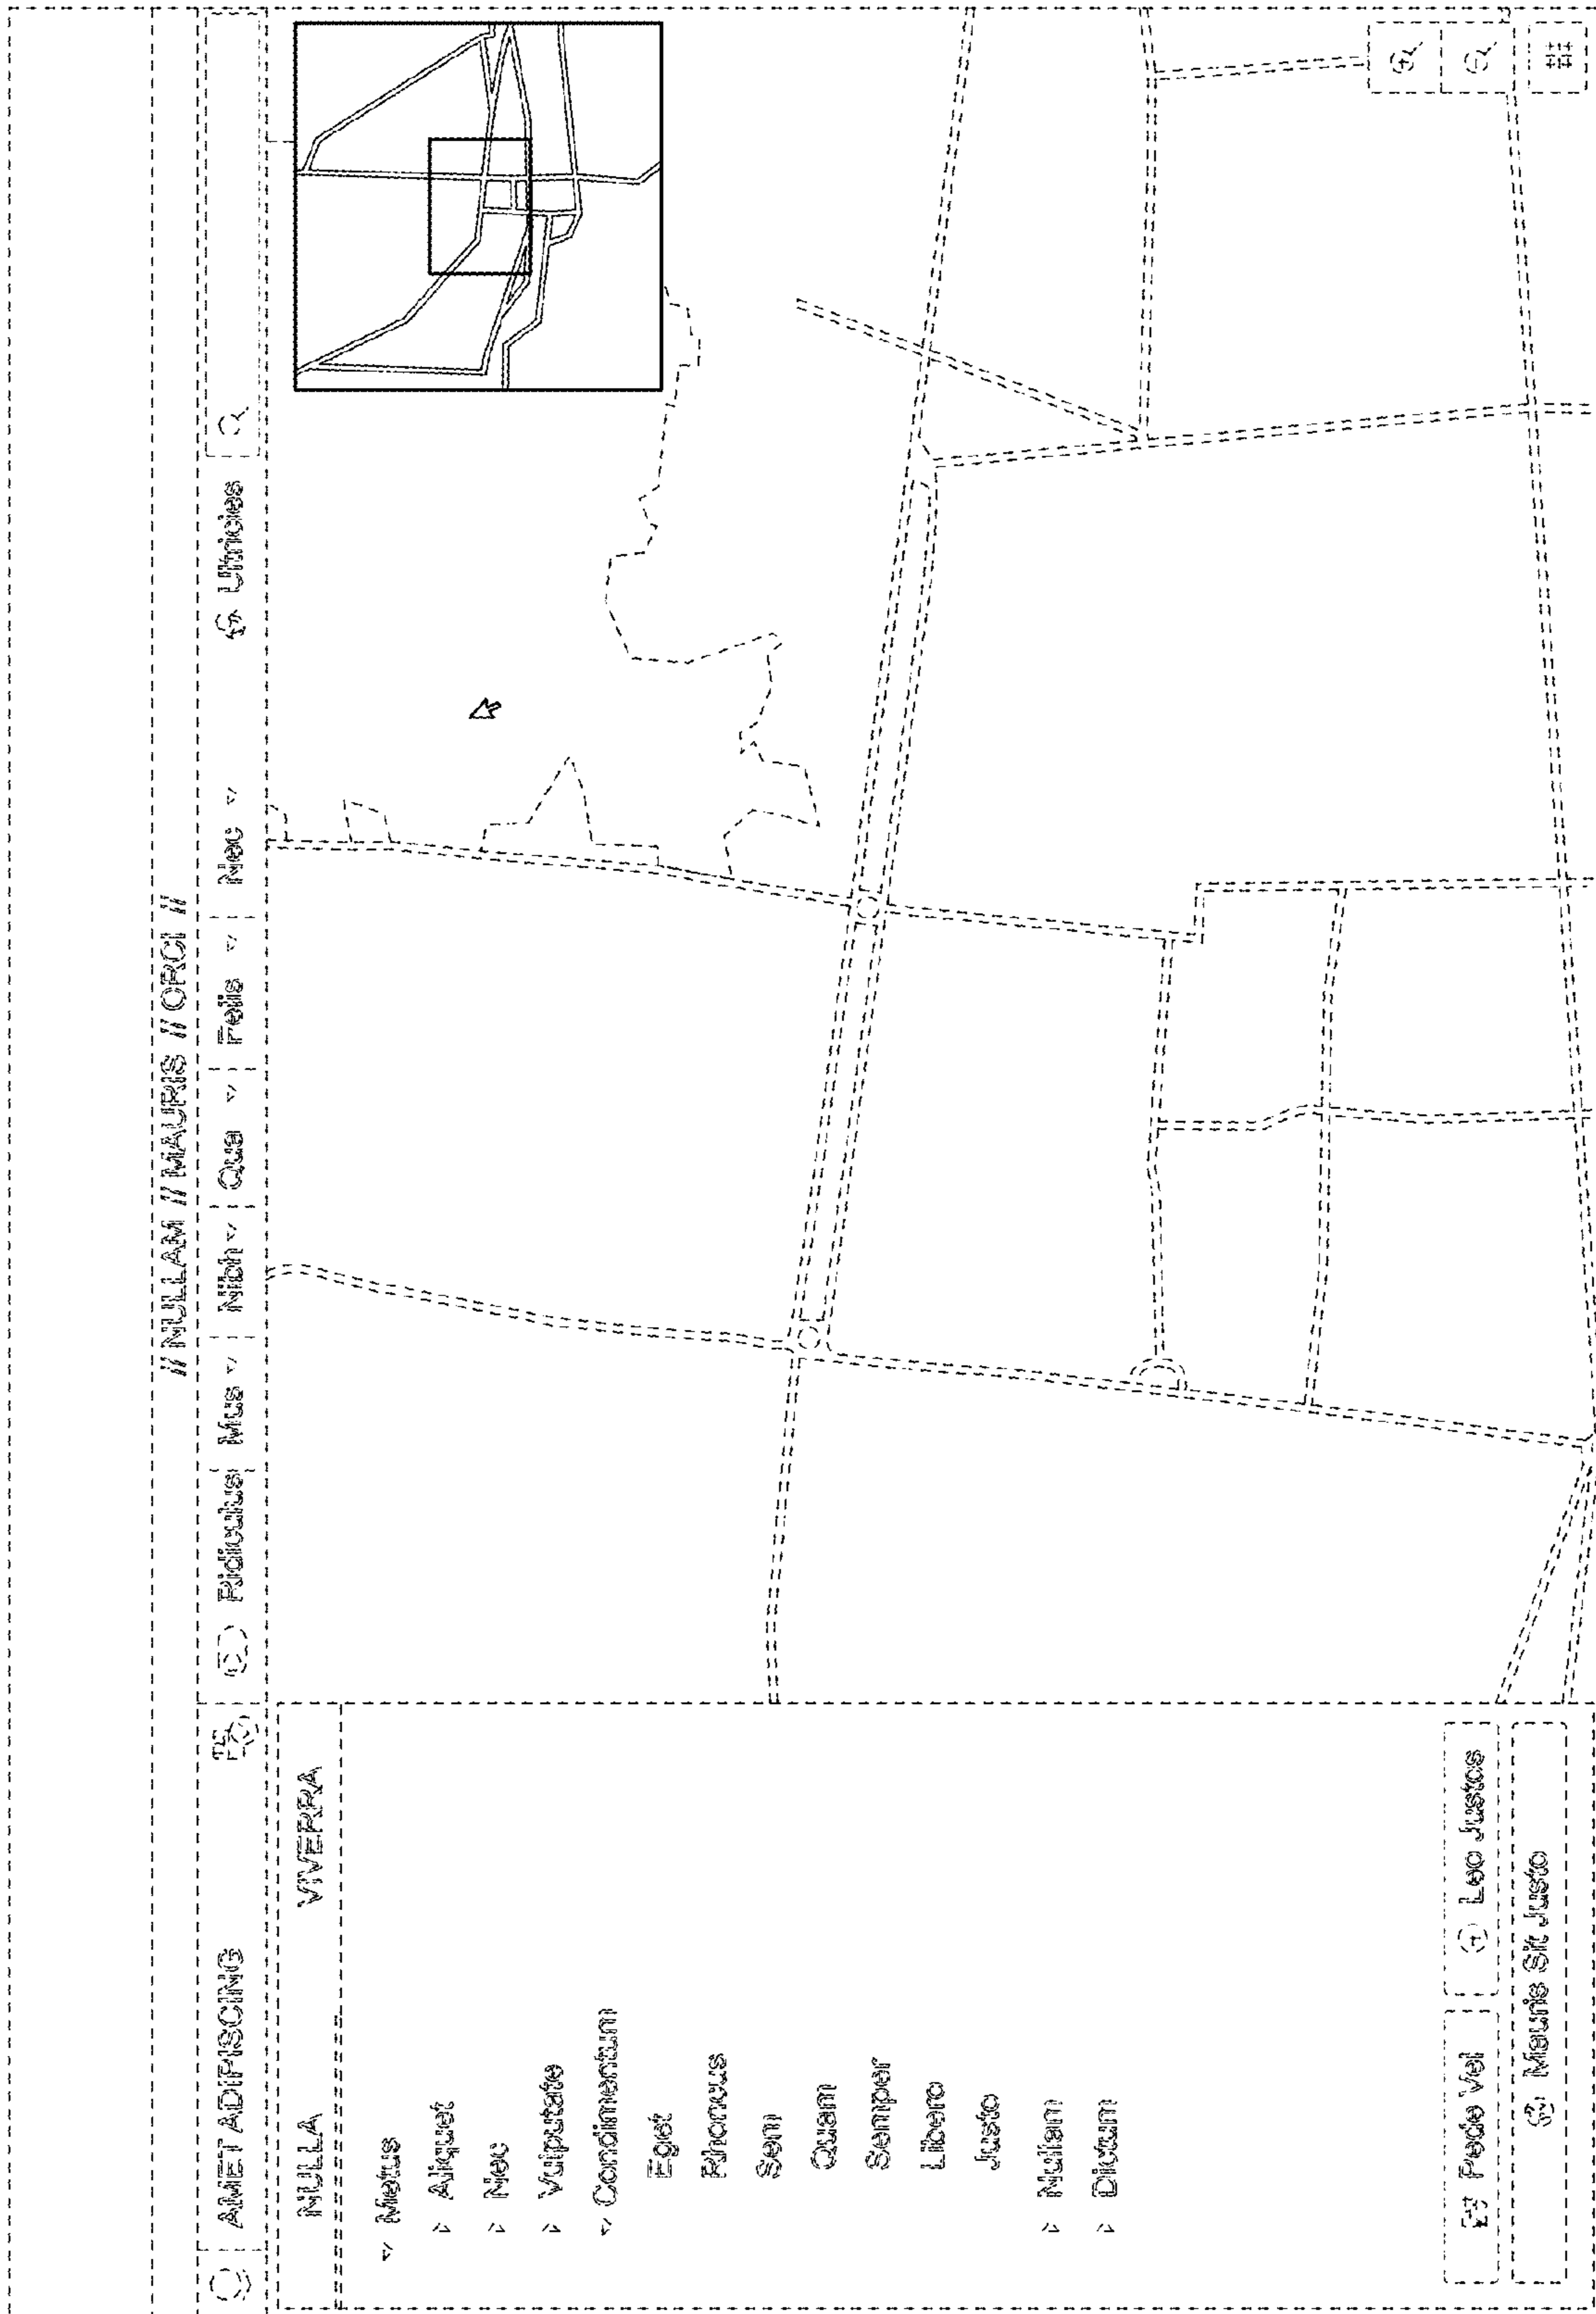 // NULLAM // MAURIS // ORCI //
AMET ADIPISCING
Ridiculus
Mus
Nibh
Qua
Felis
Nec
Ultricies
NULLA
VIVERRA
Metus
Aliquet
Nec
Vulputate
Condimentum
Eget
Rhoncus
Sem
Quam
Semper
Libero
Justo
Nullam
Dictum
Pede Vel
Leo Justos
Mauris Sit Justo